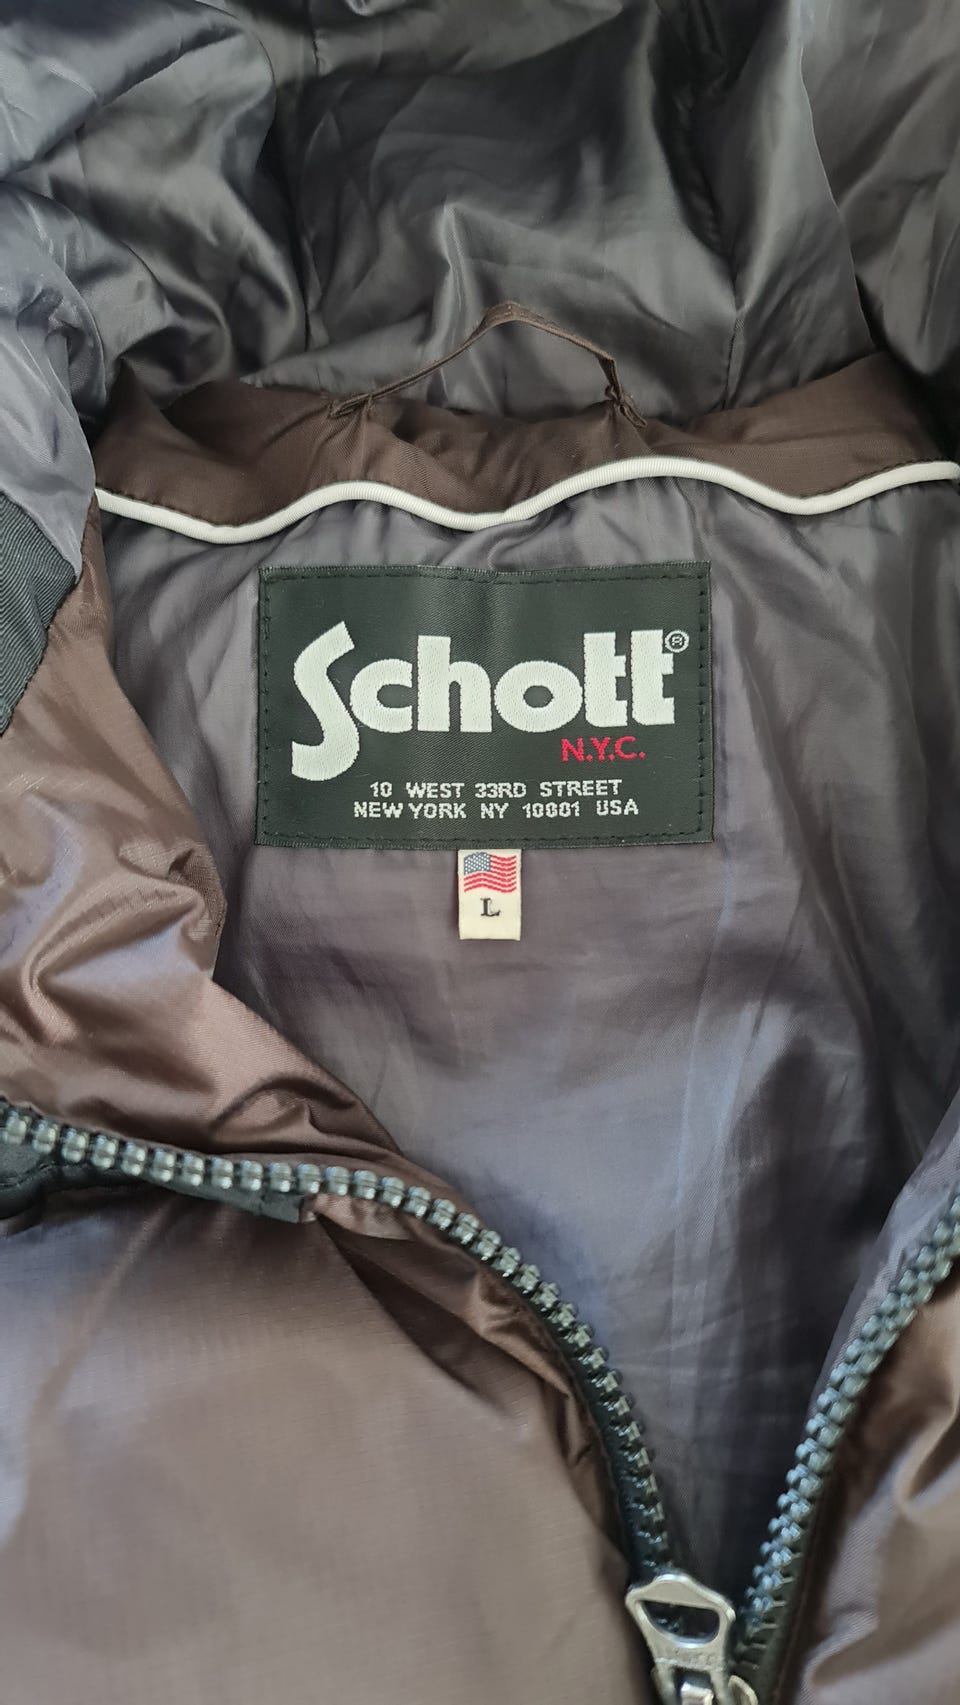 Schott®
N.Y.C.
10 WEST 33RD STREET
NEW YORK NY 10001 USA
L